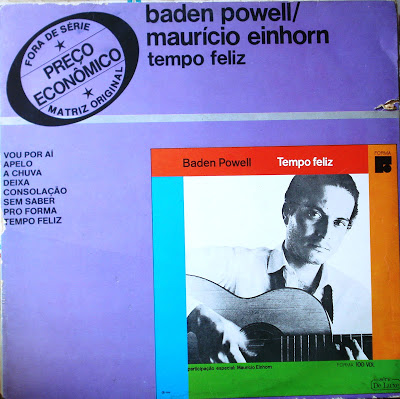 baden powell/
maurício einhorn
tempo feliz
FORA DE SÉRIE
PREÇO
ECONÔMICO
MATRIZ ORIGINAL
VOU POR AÍ
APELO
A CHUVA
DEIXA
CONSOLAÇÃO
SEM SABER
PRO FORMA
TEMPO FELIZ
FORMA
Baden Powell Tempo feliz
participação especial: Maurício Einhorn
FORMA 100 VDL
De Luxe